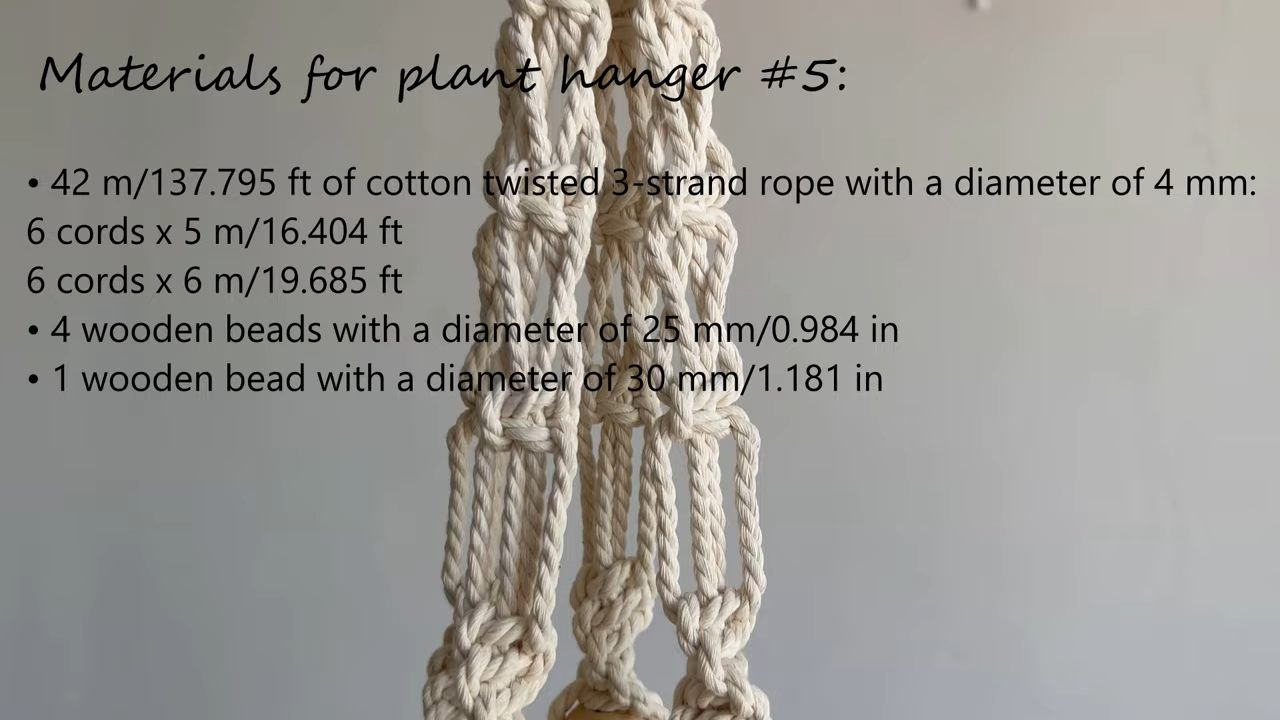 Materials for plant hanger #5:
• 42 m/137.795 ft of cotton twisted 3-strand rope with a diameter of 4 mm:
6 cords x 5 m/16.404 ft
6 cords x 6 m/19.685 ft
• 4 wooden beads with a diameter of 25 mm/0.984 in
• 1 wooden bead with a diameter of 30 mm/1.181 in